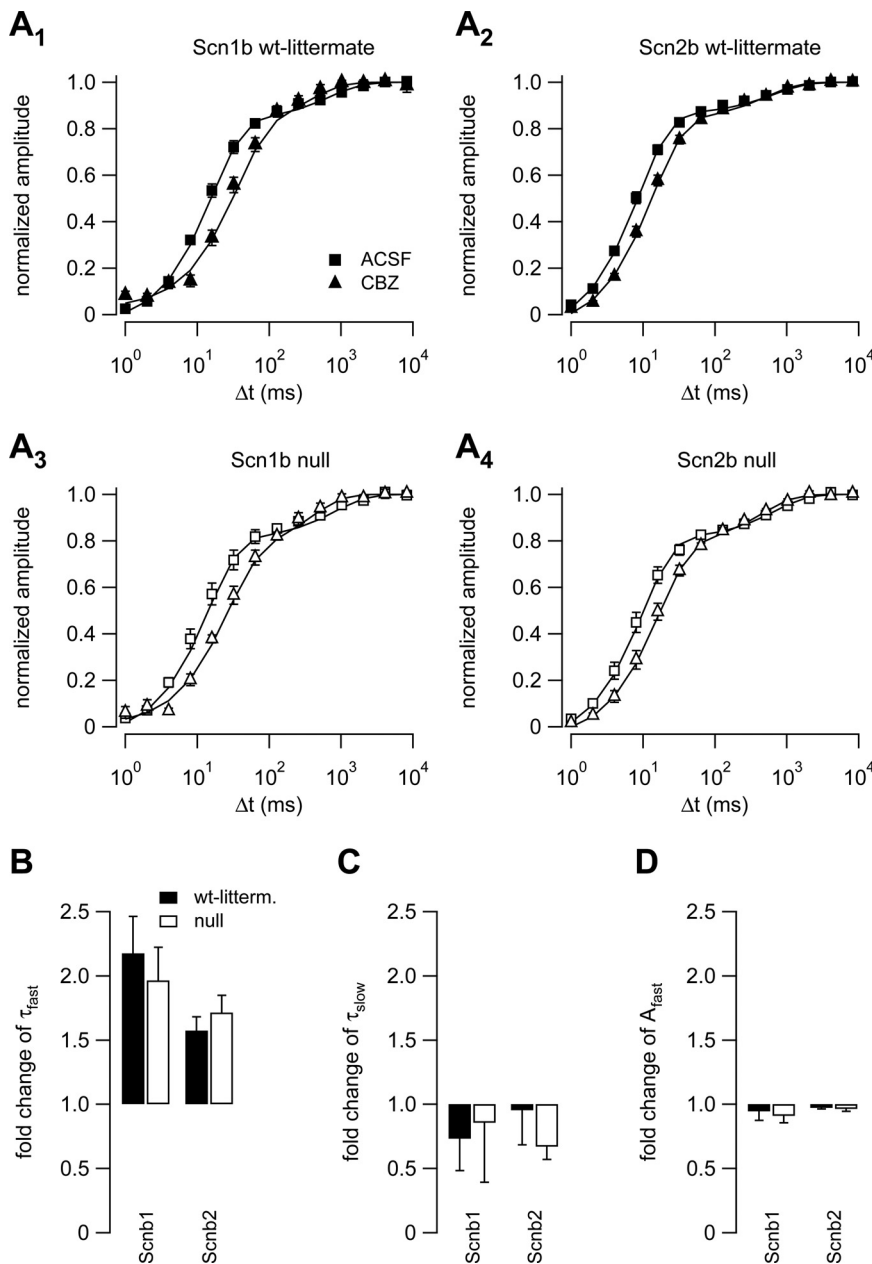 A1 Scn1b wt-littermate
normalized amplitude
1.0
0.8
0.6
0.4
0.2
0
ACSF
CBZ
10^0 10^1 10^2 10^3 10^4
Δt (ms)
A2 Scn2b wt-littermate
normalized amplitude
1.0
0.8
0.6
0.4
0.2
0
10^0 10^1 10^2 10^3 10^4
Δt (ms)
A3 Scn1b null
normalized amplitude
1.0
0.8
0.6
0.4
0.2
0
10^0 10^1 10^2 10^3 10^4
Δt (ms)
A4 Scn2b null
normalized amplitude
1.0
0.8
0.6
0.4
0.2
0
10^0 10^1 10^2 10^3 10^4
Δt (ms)
B
wt-litterm.
null
fold change of τfast
2.5
2.0
1.5
1.0
0.5
0
Scnb1
Scnb2
C
fold change of τslow
2.5
2.0
1.5
1.0
0.5
0
Scnb1
Scnb2
D
fold change of Afast
2.5
2.0
1.5
1.0
0.5
0
Scnb1
Scnb2